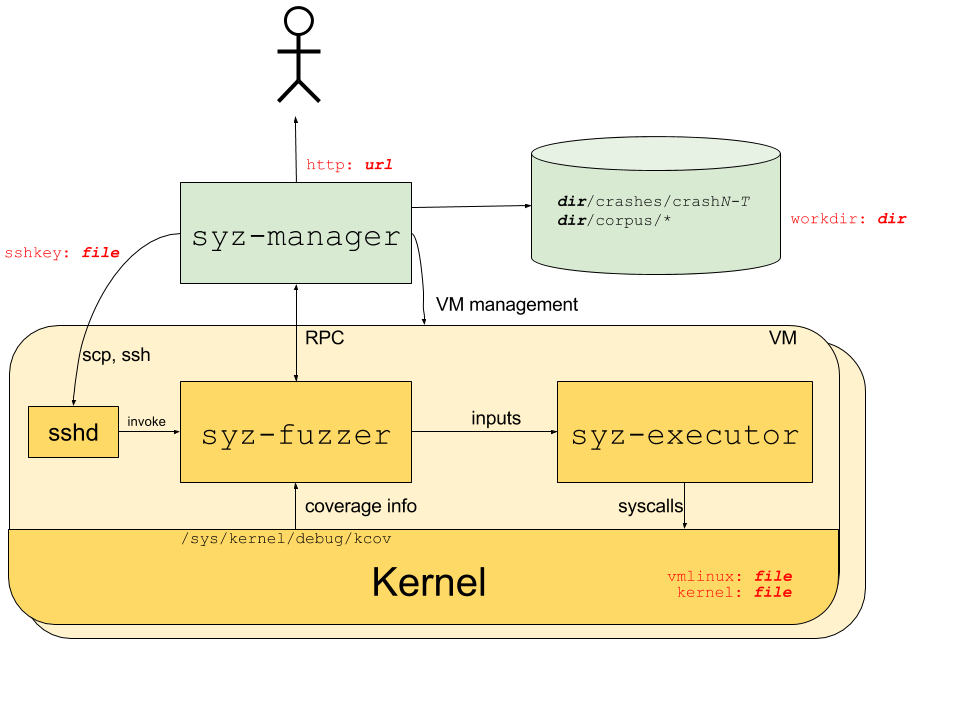 http: url
dir/crashes/crashN-T
dir/corpus/*
workdir: dir
syz-manager
sshkey: file
VM management
RPC
VM
scp, ssh
sshd
invoke
syz-fuzzer
inputs
syz-executor
coverage info
syscalls
/sys/kernel/debug/kcov
Kernel
vmlinux: file
kernel: file